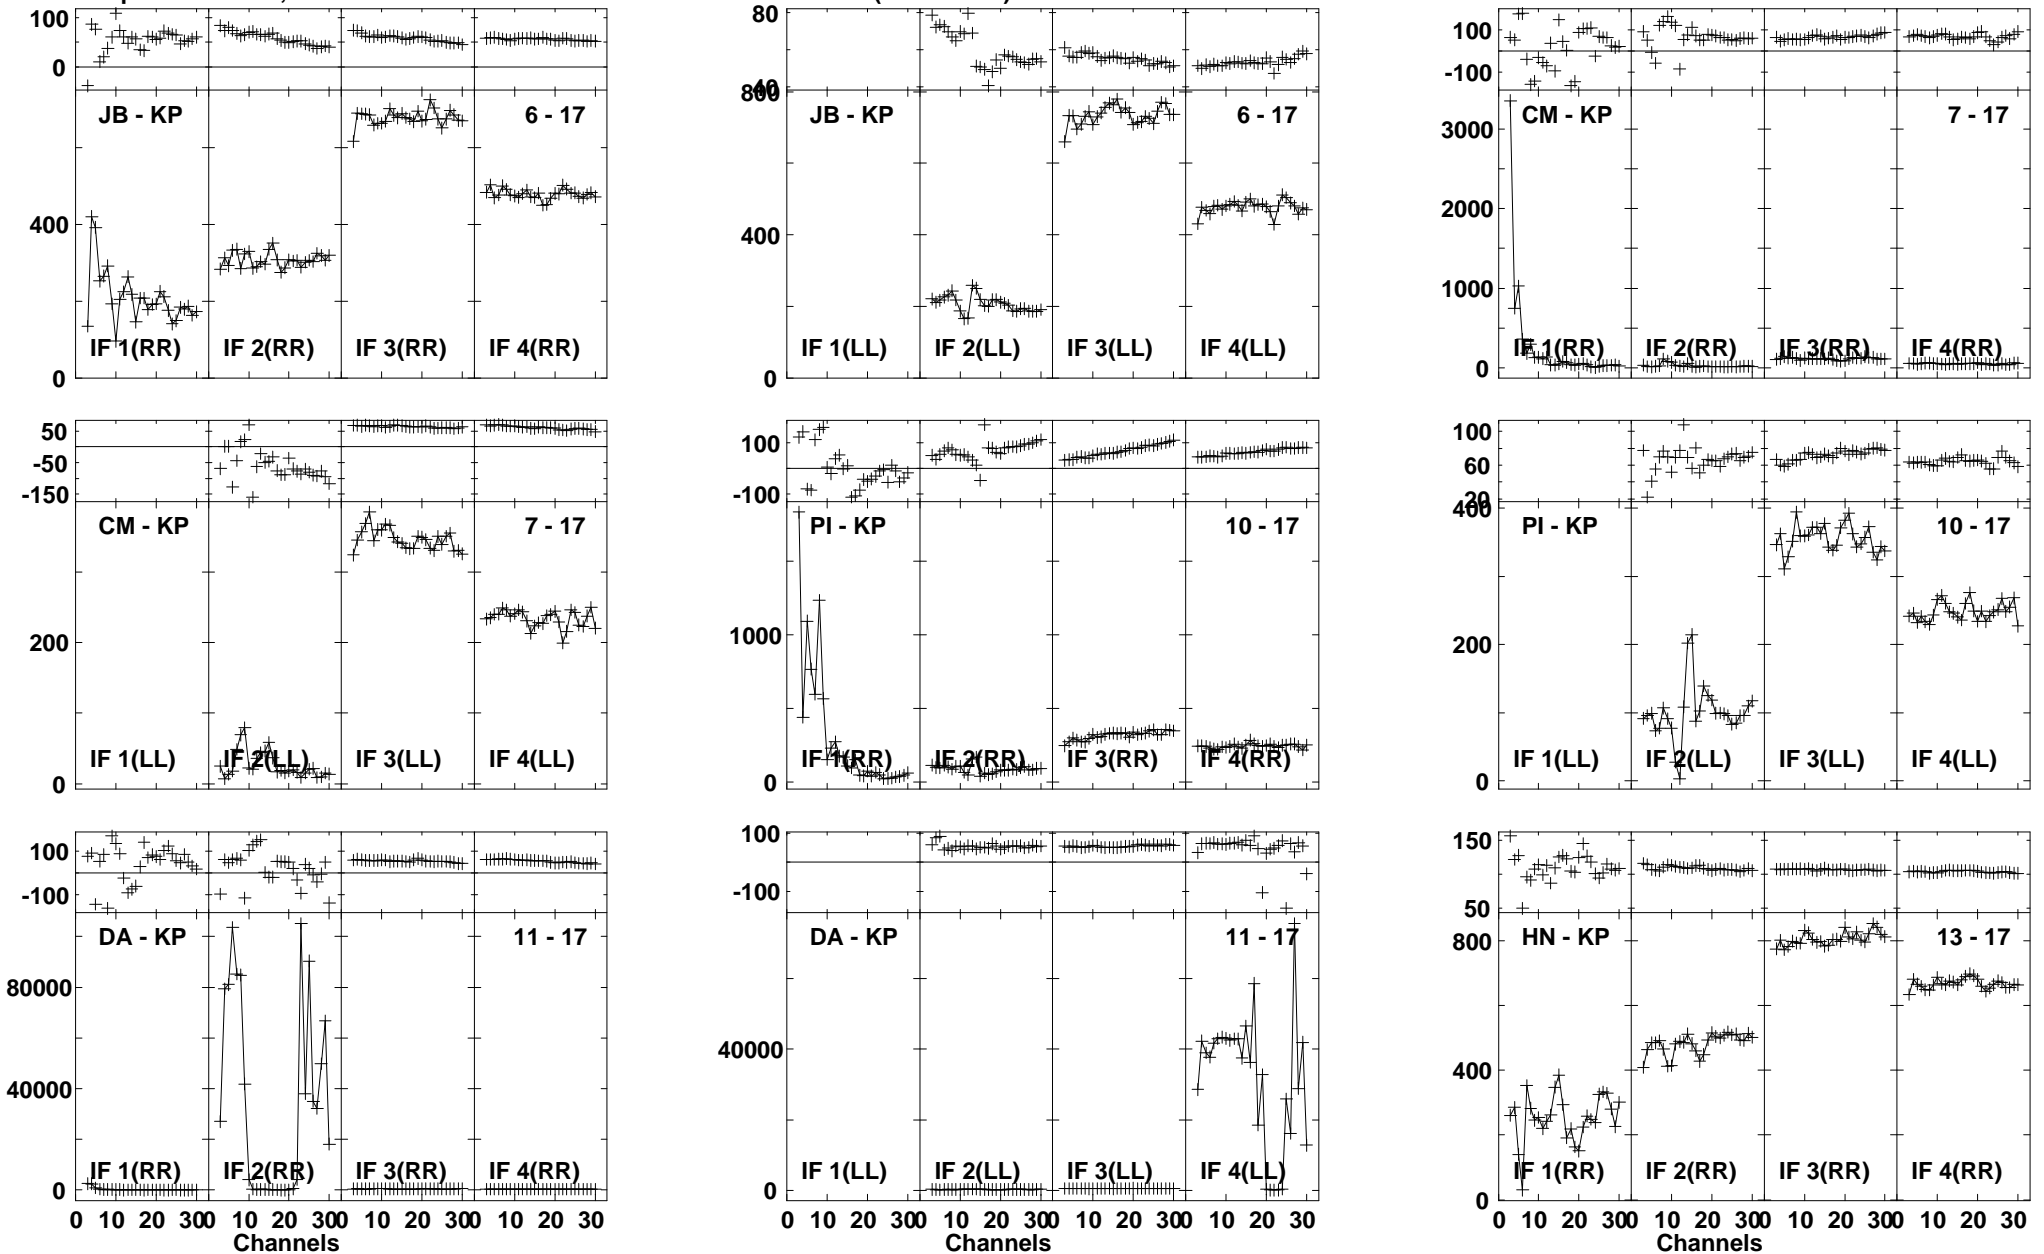 100
0
JB - KP
6 - 17
400
0
IF 1(RR)
IF 2(RR)
IF 3(RR)
IF 4(RR)
80
40
800
JB - KP
6 - 17
400
0
IF 1(LL)
IF 2(LL)
IF 3(LL)
IF 4(LL)
100
-100
CM - KP
7 - 17
3000
2000
1000
0
IF 1(RR)
IF 2(RR)
IF 3(RR)
IF 4(RR)
50
-50
-150
CM - KP
7 - 17
200
0
IF 1(LL)
IF 2(LL)
IF 3(LL)
IF 4(LL)
100
-100
PI - KP
10 - 17
1000
0
IF 1(RR)
IF 2(RR)
IF 3(RR)
IF 4(RR)
100
60
20
400
PI - KP
10 - 17
200
0
IF 1(LL)
IF 2(LL)
IF 3(LL)
IF 4(LL)
100
-100
DA - KP
11 - 17
80000
40000
0
IF 1(RR)
IF 2(RR)
IF 3(RR)
IF 4(RR)
0 10 20 30 0 10 20 30 0 10 20 30 0 10 20 30
Channels
100
-100
DA - KP
11 - 17
40000
0
IF 1(LL)
IF 2(LL)
IF 3(LL)
IF 4(LL)
0 10 20 30 0 10 20 30 0 10 20 30 0 10 20 30
Channels
150
50
HN - KP
13 - 17
800
400
0
IF 1(RR)
IF 2(RR)
IF 3(RR)
IF 4(RR)
0 10 20 30 0 10 20 30 0 10 20 30 0 10 20 30
Channels